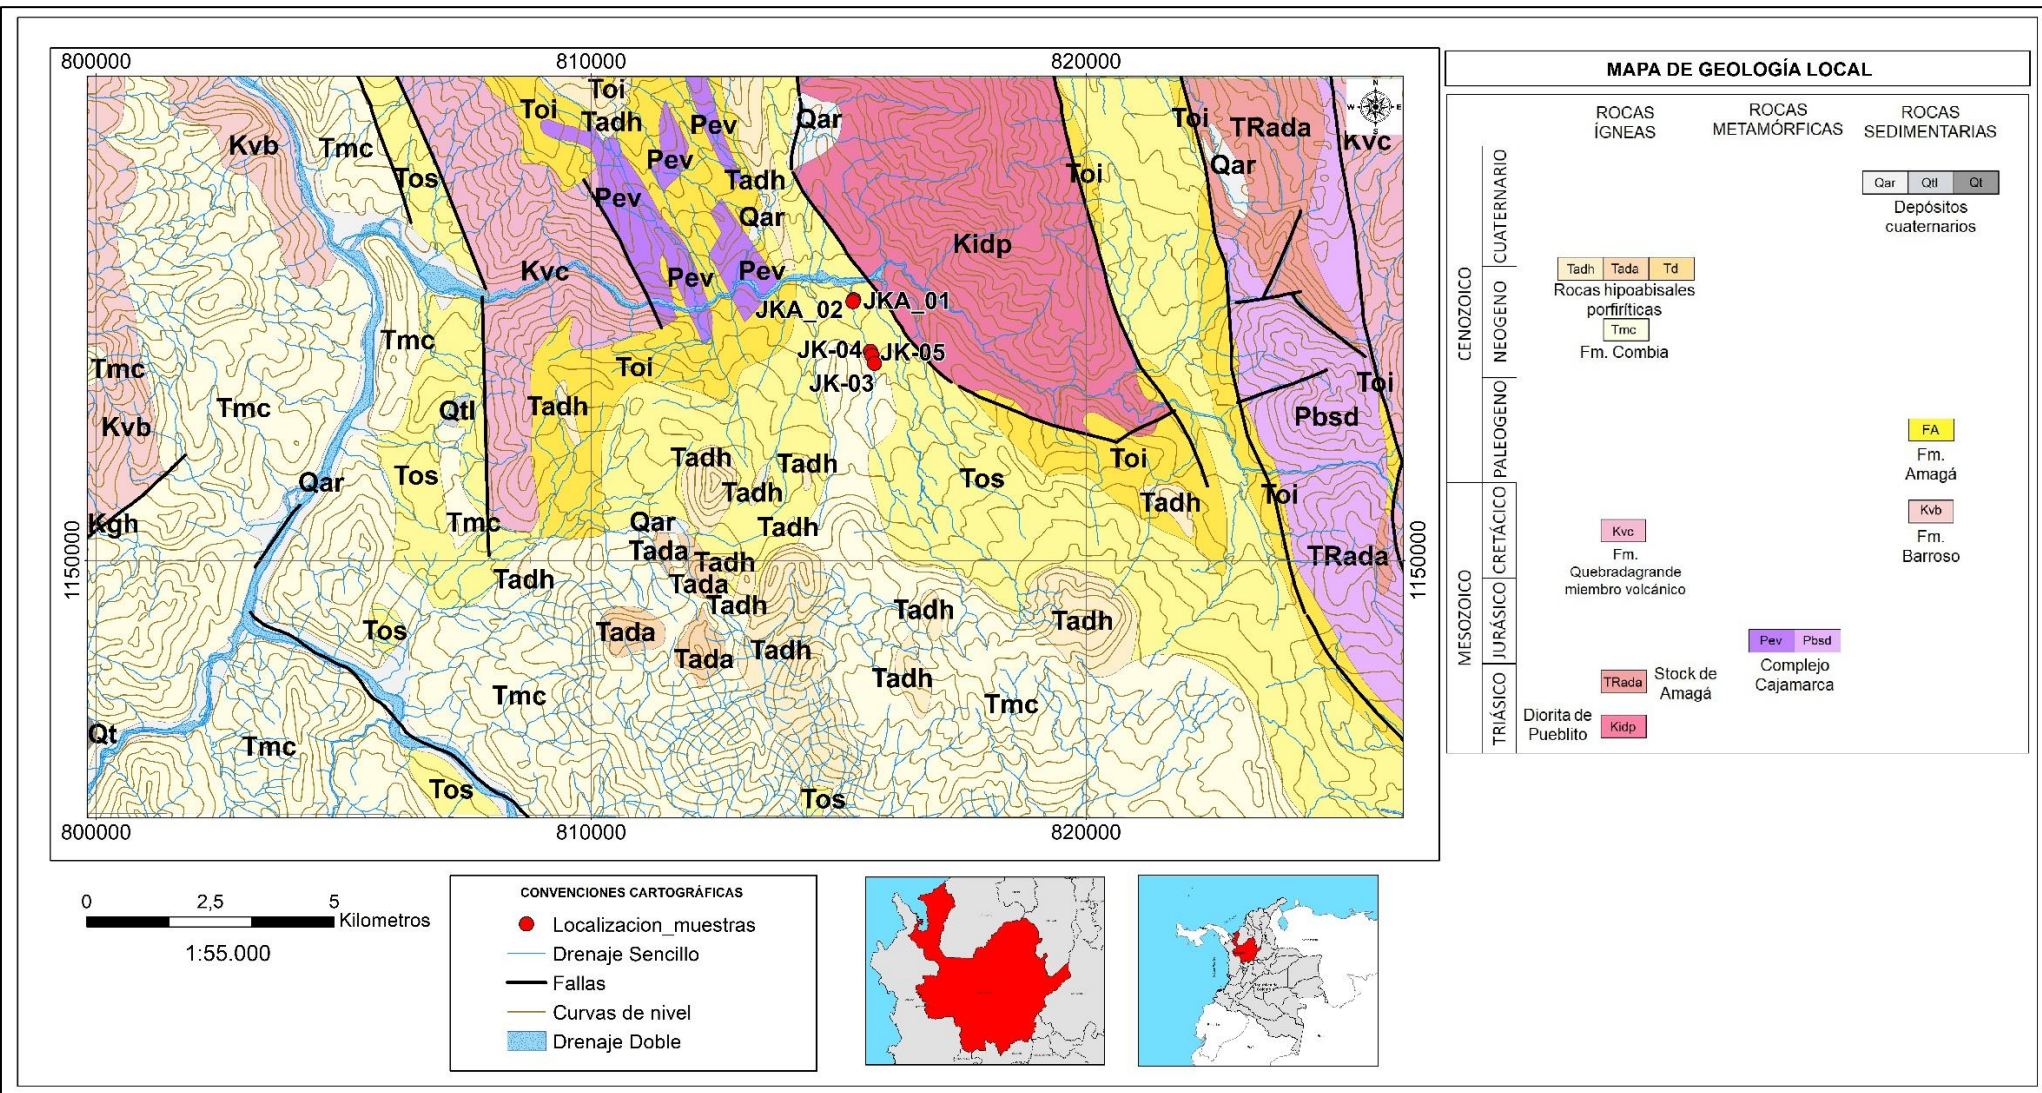 800000
810000
820000
Toi
Toi
Tadh
Pev
Qar
Toi
TRada
Kvb
Tmc
Pev
Kvc
Tos
Pev
Tadh
Toi
Qar
Qar
Kidp
Kvc
Pev
Pev
JKA_02
JKA_01
Tmc
JK-04
JK-05
Tmc
Toi
JK-03
Toi
Tmc
Qtl
Tadh
Pbsd
Kvb
Tadh
Tadh
Toi
Qar
Tos
Tadh
Tos
Toi
Tadh
Kgh
Tmc
Qar
Tadh
Tada
Tadh
TRada
1150000
1150000
Tadh
Tada
Tadh
Tadh
Tadh
Tos
Tada
Tada
Tadh
Tadh
Tmc
Tmc
Qt
Tmc
Tos
Tos
800000
810000
820000
N
W
E
S
MAPA DE GEOLOGÍA LOCAL
ROCAS
ÍGNEAS
ROCAS
METAMÓRFICAS
ROCAS
SEDIMENTARIAS
CENOZOICO
MESOZOICO
CUATERNARIO
NEOGENO
PALEOGENO
CRETÁCICO
JURÁSICO
TRIÁSICO
Qar Qtl Qt
Depósitos
cuaternarios
Tadh Tada Td
Rocas hipoabisales
porfiríticas
Tmc
Fm. Combia
FA
Fm.
Amagá
Kvb
Fm.
Barroso
Kvc
Fm.
Quebradagrande
miembro volcánico
Pev Pbsd
Complejo
Cajamarca
TRada
Stock de
Amagá
Diorita de
Pueblito
Kidp
0 2,5 5
Kilometros
1:55.000
CONVENCIONES CARTOGRÁFICAS
Localizacion_muestras
Drenaje Sencillo
Fallas
Curvas de nivel
Drenaje Doble